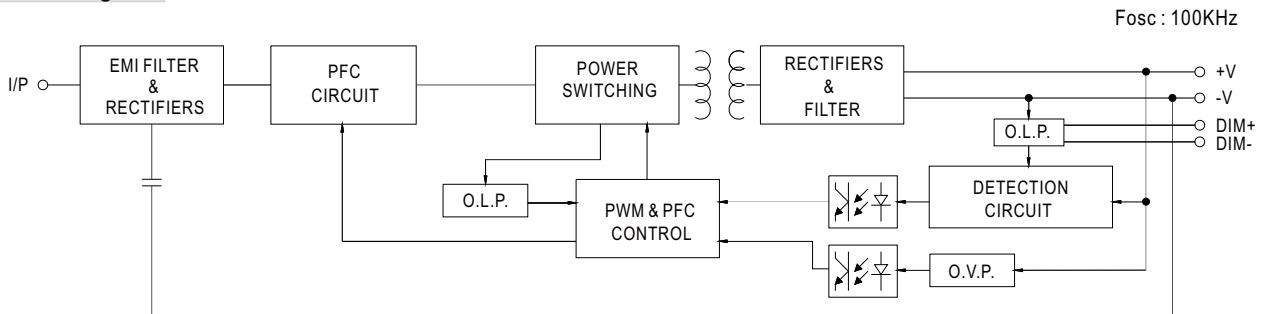 Fosc : 100KHz
I/P
EMI FILTER
&
RECTIFIERS
PFC
CIRCUIT
POWER
SWITCHING
RECTIFIERS
&
FILTER
+V
-V
DIM+
DIM-
O.L.P.
O.L.P.
PWM & PFC
CONTROL
DETECTION
CIRCUIT
O.V.P.